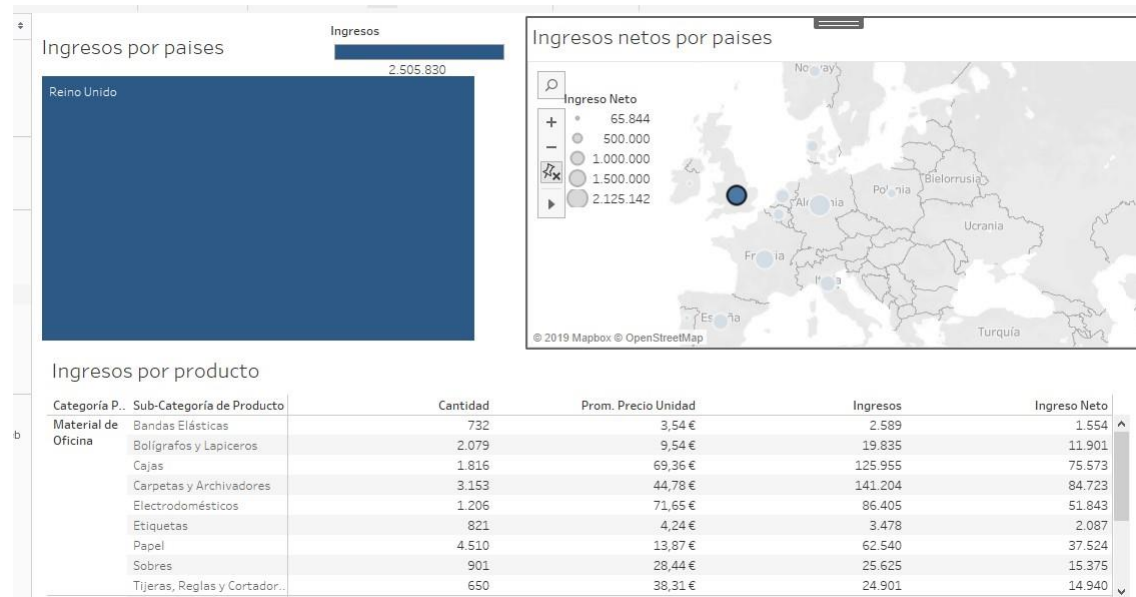 Ingresos por paises
Ingresos
2.505.830
Reino Unido
Ingresos netos por paises
Ingreso Neto
65.844
500.000
1.000.000
1.500.000
2.125.142
Polonia
Bielorrusia
Ucrania
Turquía
© 2019 Mapbox © OpenStreetMap
Ingresos por producto
Categoría P.. Sub-Categoría de Producto Cantidad Prom. Precio Unidad Ingresos Ingreso Neto
Material de Oficina Bandas Elásticas 732 3,54 € 2.589 1.554
Bolígrafos y Lapiceros 2.079 9,54 € 19.835 11.901
Cajas 1.816 69,36 € 125.955 75.573
Carpetas y Archivadores 3.153 44,78 € 141.204 84.723
Electrodomésticos 1.206 71,65 € 86.405 51.843
Etiquetas 821 4,24 € 3.478 2.087
Papel 4.510 13,87 € 62.540 37.524
Sobres 901 28,44 € 25.625 15.375
Tijeras, Reglas y Cortador.. 650 38,31 € 24.901 14.940